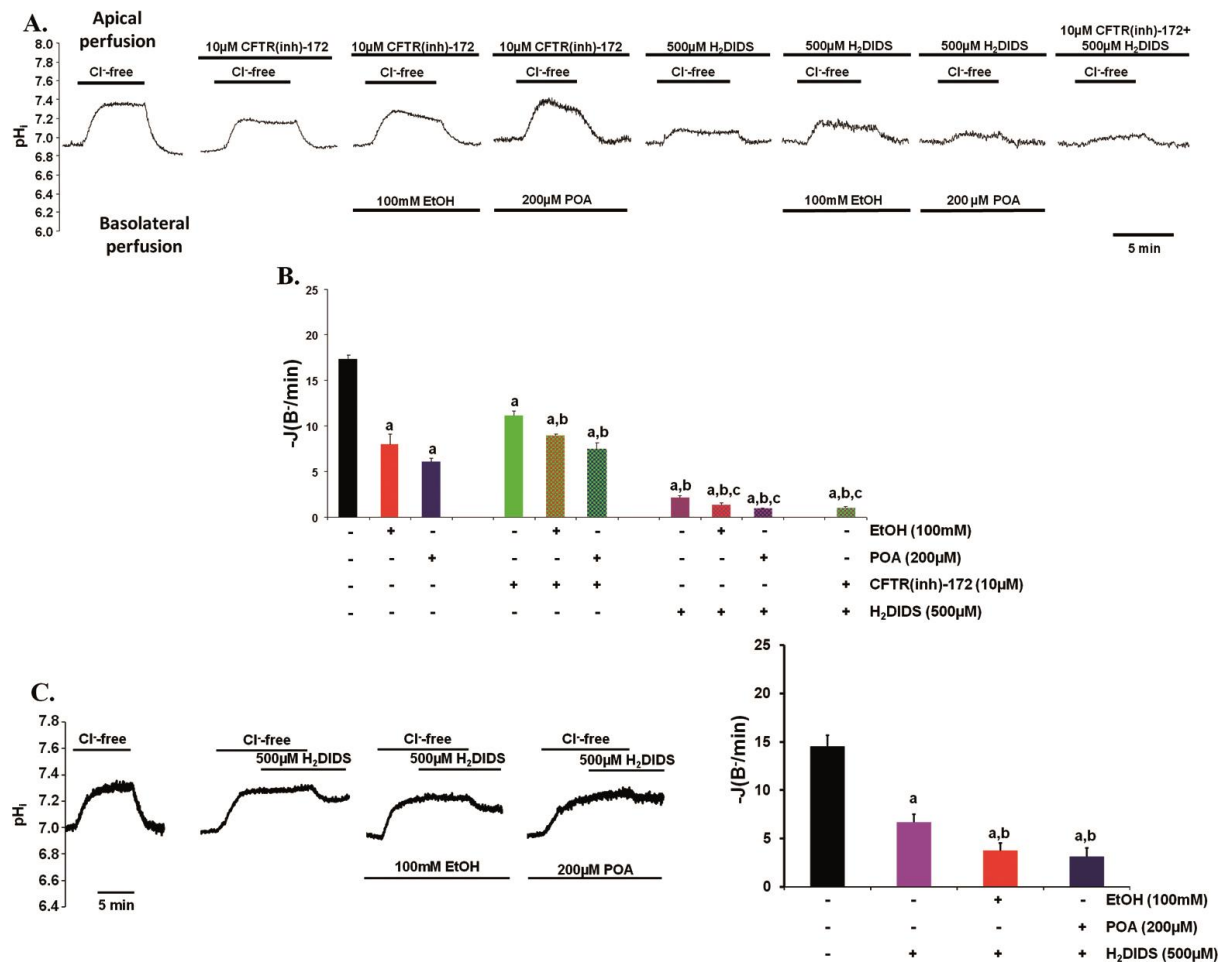 A.
Apical
perfusion
10µM CFTR(inh)-172
10µM CFTR(inh)-172
10µM CFTR(inh)-172
500µM H₂DIDS
500µM H₂DIDS
500µM H₂DIDS
10µM CFTR(inh)-172+
500µM H₂DIDS
Cl⁻-free
Cl⁻-free
Cl⁻-free
Cl⁻-free
Cl⁻-free
Cl⁻-free
Cl⁻-free
Cl⁻-free
pHi
8.0
7.8
7.6
7.4
7.2
7.0
6.8
6.6
6.4
6.2
6.0
Basolateral
perfusion
100mM EtOH
200µM POA
100mM EtOH
200 µM POA
5 min
B.
-J(B⁻/min)
25
20
15
10
5
0
a
a
a
a,b
a,b
a,b
a,b,c
a,b,c
a,b,c
- + - - + - - + - - EtOH (100mM)
- - + - - + - - + - POA (200µM)
- - - + + + - - - + CFTR(inh)-172 (10µM)
- - - - - - + + + + H₂DIDS (500µM)
C.
pHi
7.8
7.6
7.4
7.2
7.0
6.8
6.6
6.4
Cl⁻-free
Cl⁻-free
Cl⁻-free
Cl⁻-free
500µM H₂DIDS
500µM H₂DIDS
500µM H₂DIDS
5 min
100mM EtOH
200µM POA
-J(B⁻/min)
25
20
15
10
5
0
a
a,b
a,b
- - + - EtOH (100mM)
- - - + POA (200µM)
- + + + H₂DIDS (500µM)